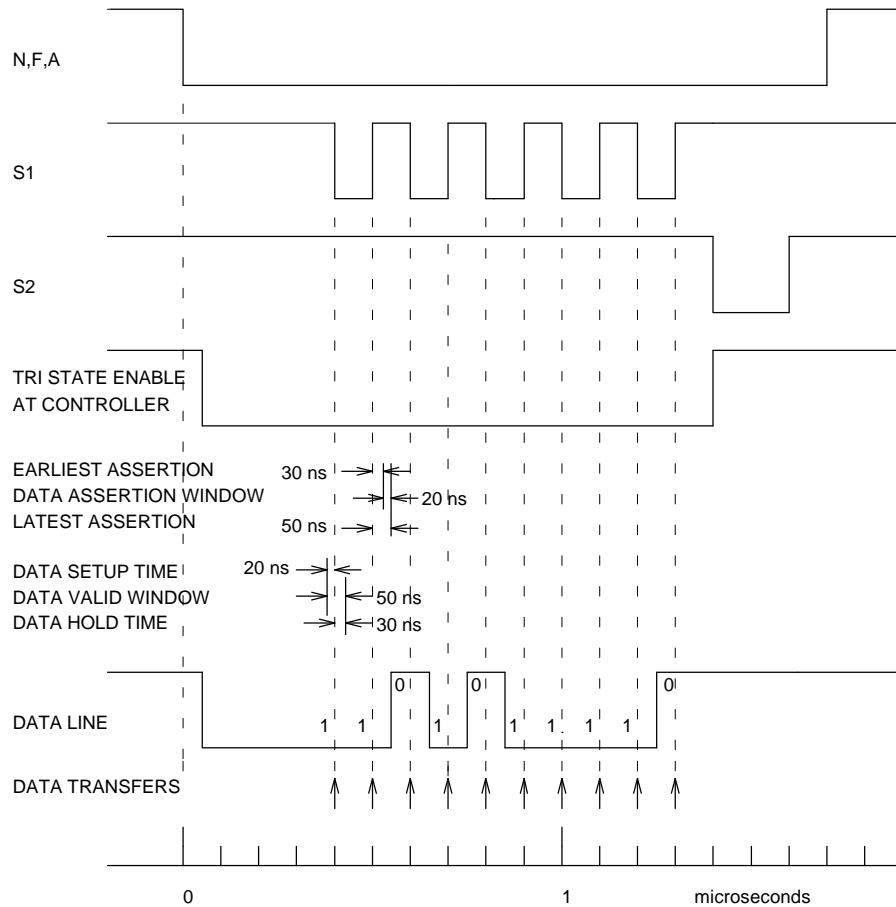 N,F,A
S1
S2
TRI STATE ENABLE
AT CONTROLLER
EARLIEST ASSERTION 30 ns
DATA ASSERTION WINDOW 20 ns
LATEST ASSERTION 50 ns
DATA SETUP TIME 20 ns
DATA VALID WINDOW 50 ns
DATA HOLD TIME 30 ns
0 0 0
DATA LINE 1 1 1 1 1. 1 1
DATA TRANSFERS
0 1 microseconds